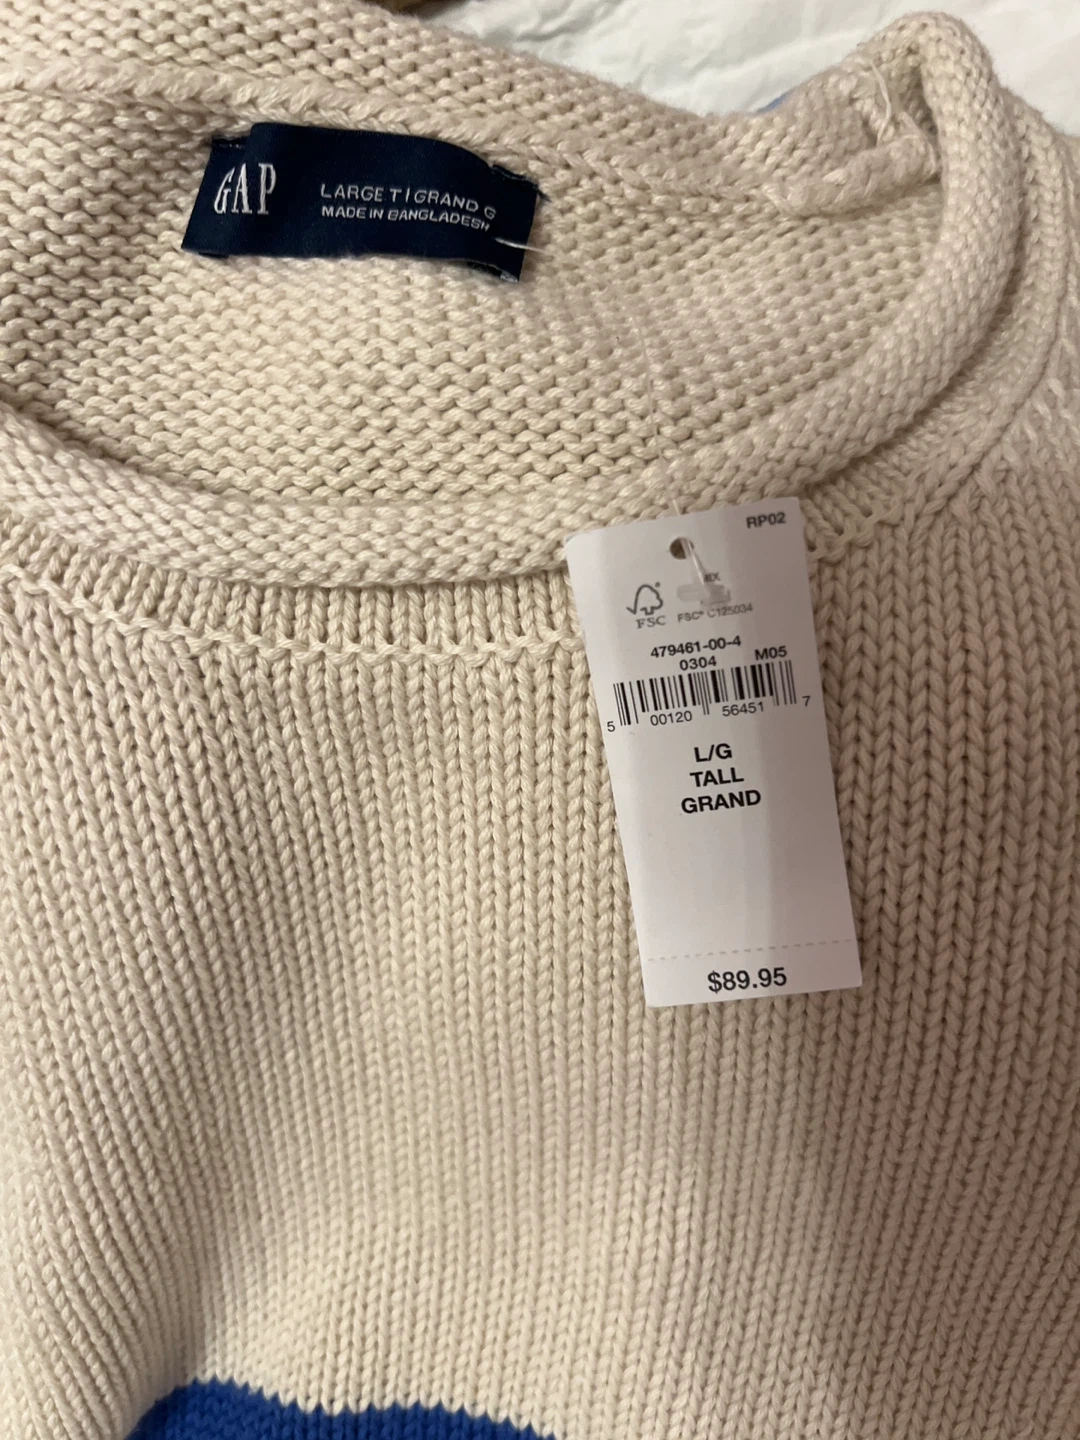 GAP
LARGE T | GRAND G
MADE IN BANGLADESH
RP02
FSC
FSC® C125034
479461-00-4
0304 M05
5 00120 56451 7
L/G
TALL
GRAND
$89.95